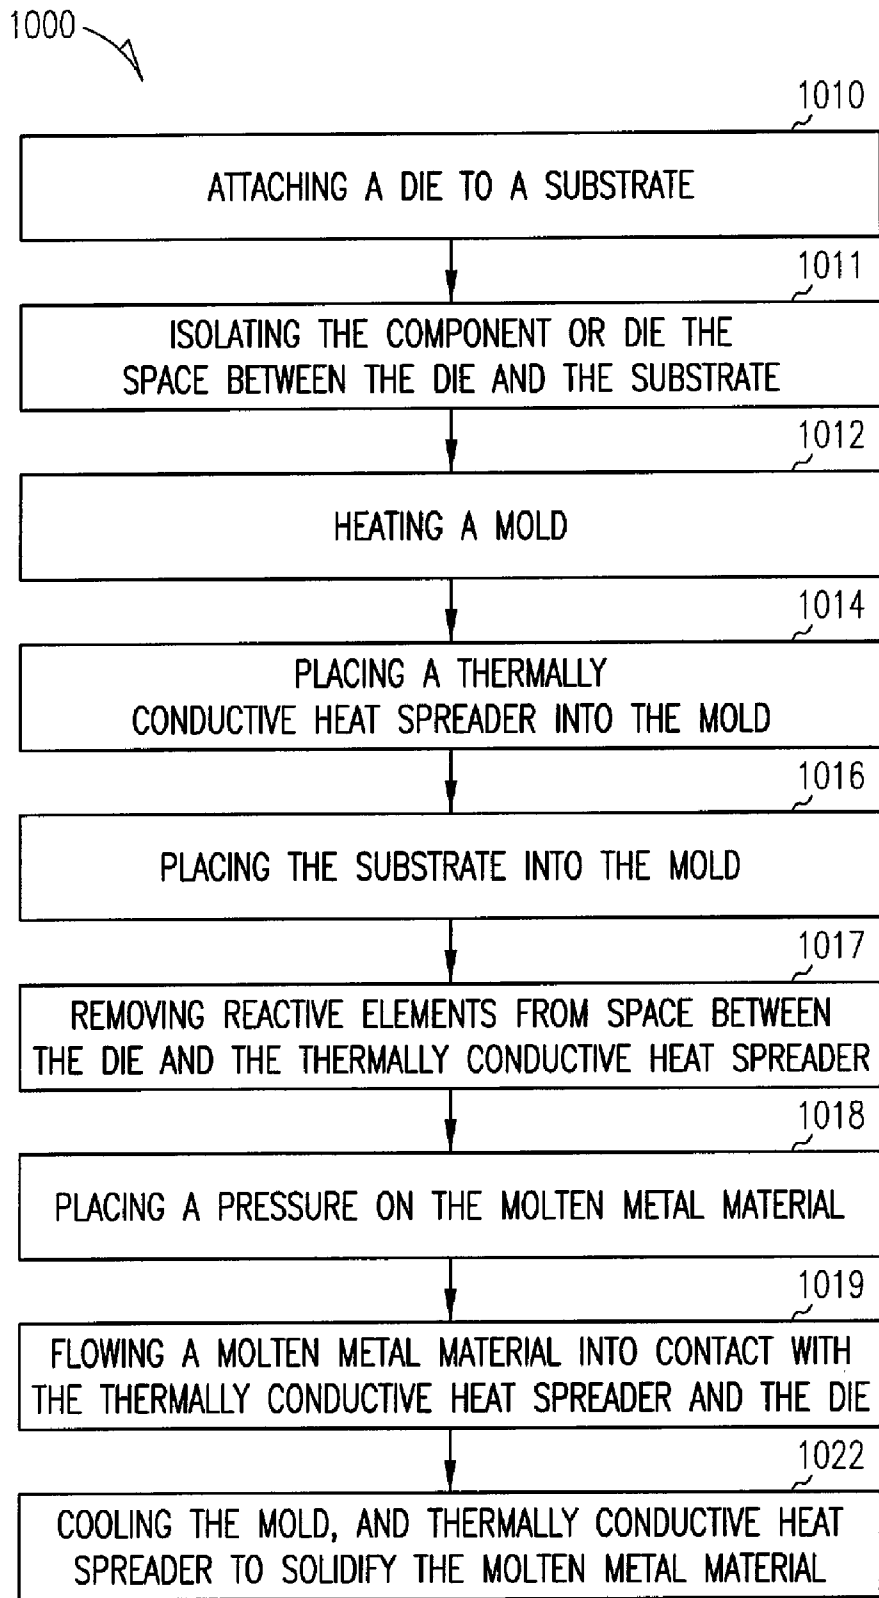 1000
1010
ATTACHING A DIE TO A SUBSTRATE
1011
ISOLATING THE COMPONENT OR DIE THE
SPACE BETWEEN THE DIE AND THE SUBSTRATE
1012
HEATING A MOLD
1014
PLACING A THERMALLY
CONDUCTIVE HEAT SPREADER INTO THE MOLD
1016
PLACING THE SUBSTRATE INTO THE MOLD
1017
REMOVING REACTIVE ELEMENTS FROM SPACE BETWEEN
THE DIE AND THE THERMALLY CONDUCTIVE HEAT SPREADER
1018
PLACING A PRESSURE ON THE MOLTEN METAL MATERIAL
1019
FLOWING A MOLTEN METAL MATERIAL INTO CONTACT WITH
THE THERMALLY CONDUCTIVE HEAT SPREADER AND THE DIE
1022
COOLING THE MOLD, AND THERMALLY CONDUCTIVE HEAT
SPREADER TO SOLIDIFY THE MOLTEN METAL MATERIAL